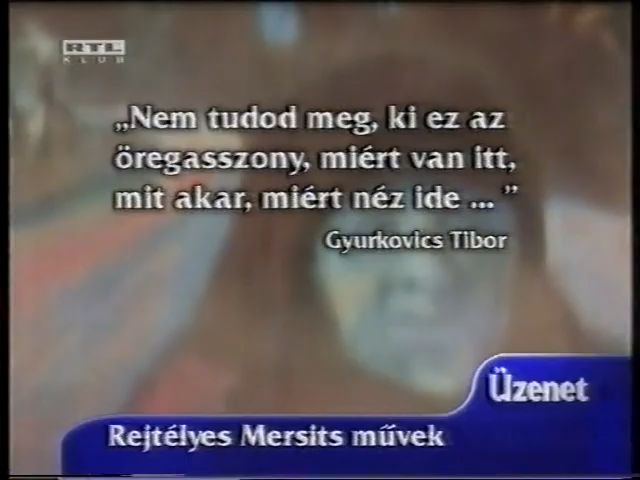 RTL
KLUB
„Nem tudod meg, ki ez az
öregasszony, miért van itt,
mit akar, miért néz ide ... ”
Gyurkovics Tibor
Üzenet
Rejtélyes Mersits művek